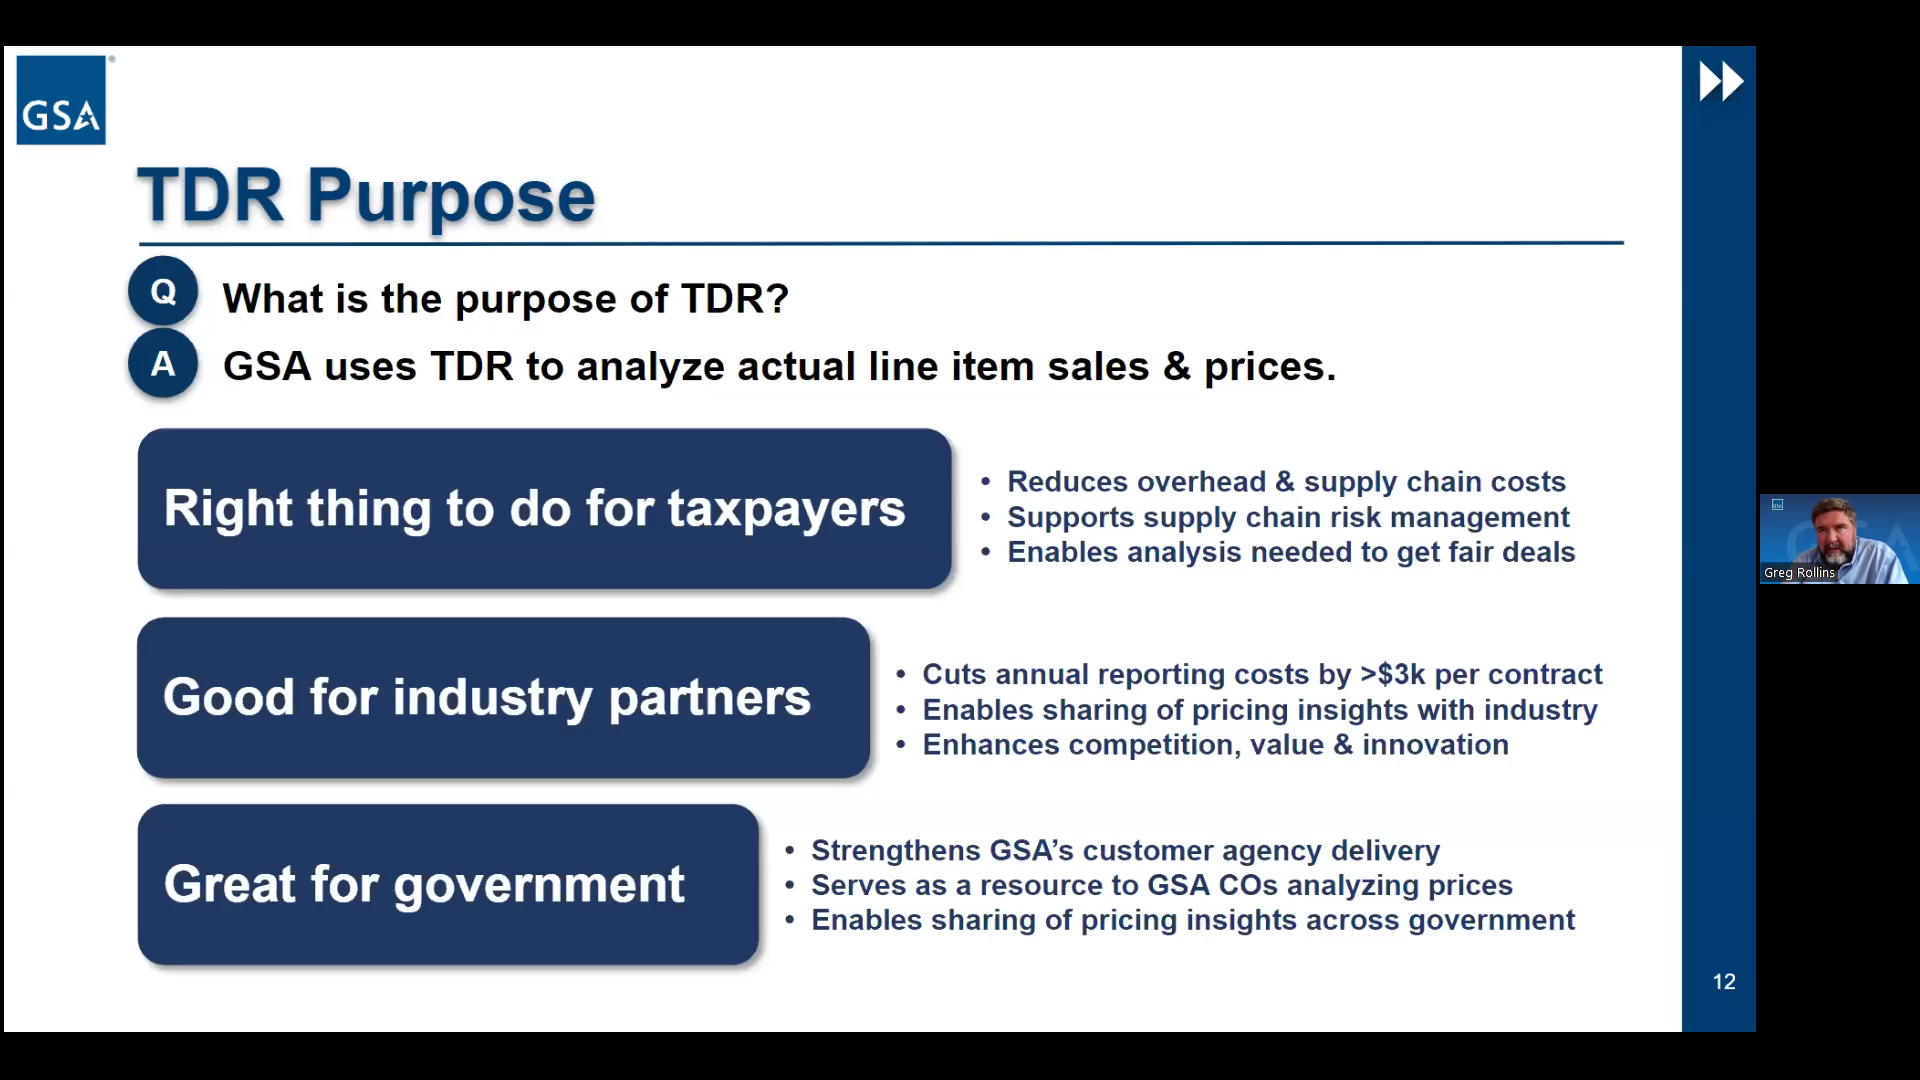 GSA
®
TDR Purpose
Q
What is the purpose of TDR?
A
GSA uses TDR to analyze actual line item sales & prices.
Right thing to do for taxpayers
• Reduces overhead & supply chain costs
• Supports supply chain risk management
• Enables analysis needed to get fair deals
Good for industry partners
• Cuts annual reporting costs by >$3k per contract
• Enables sharing of pricing insights with industry
• Enhances competition, value & innovation
Great for government
• Strengthens GSA’s customer agency delivery
• Serves as a resource to GSA COs analyzing prices
• Enables sharing of pricing insights across government
12
GSA
Greg Rollins